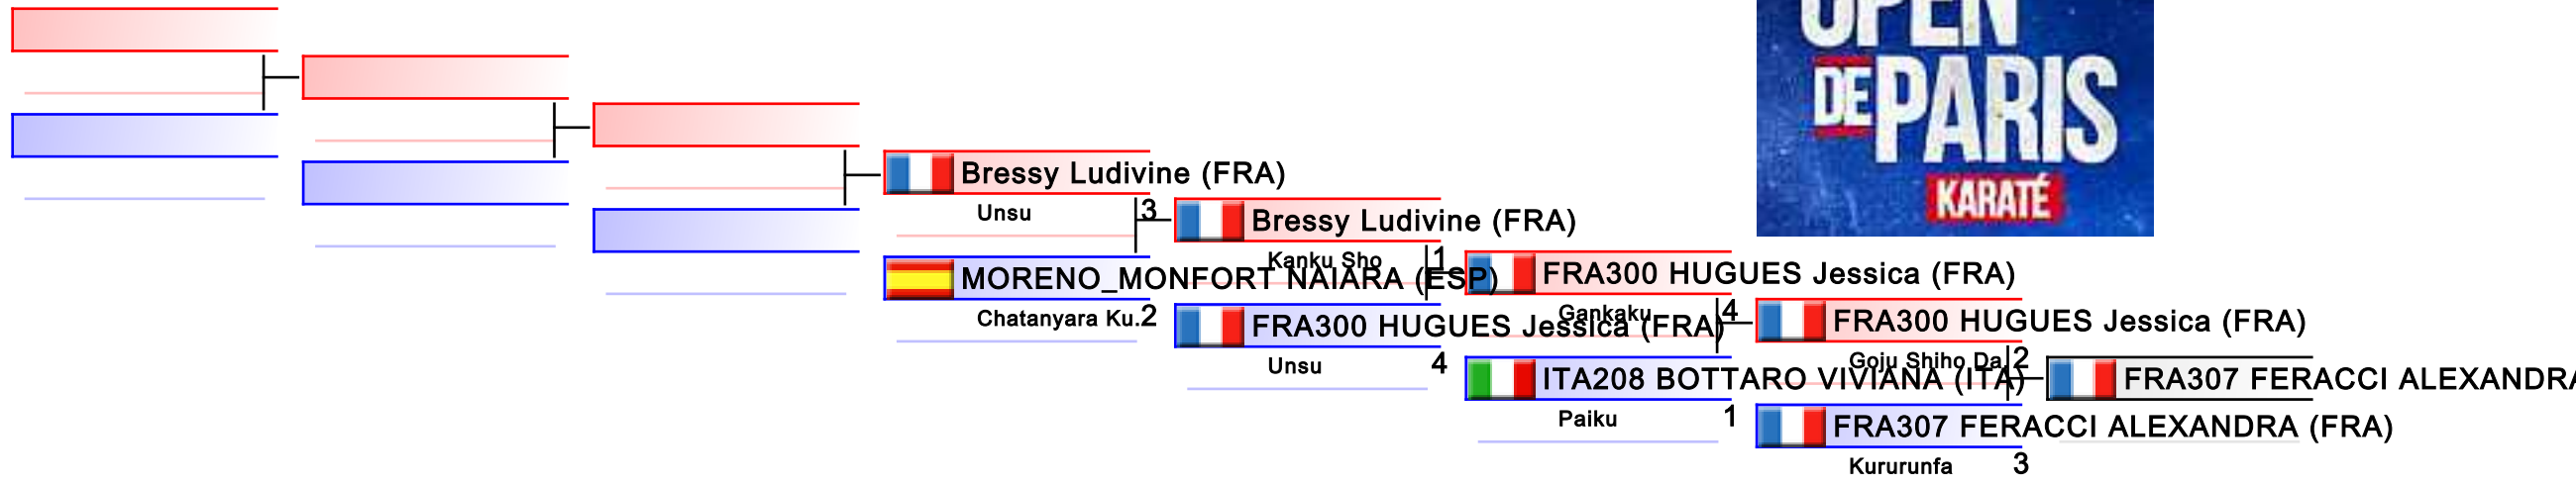 OPEN
DE PARIS
KARATÉ
Bressy Ludivine (FRA)
Unsu
3
MORENO_MONFORT NAIARA (ESP)
Chatanyara Ku.
2
Bressy Ludivine (FRA)
Kanku Sho
1
FRA300 HUGUES Jessica (FRA)
Unsu
4
FRA300 HUGUES Jessica (FRA)
Gankaku
4
ITA208 BOTTARO VIVIANA (ITA)
Paiku
1
FRA300 HUGUES Jessica (FRA)
Goju Shiho Da
2
FRA307 FERACCI ALEXANDRA (FRA)
Kururunfa
3
FRA307 FERACCI ALEXANDRA